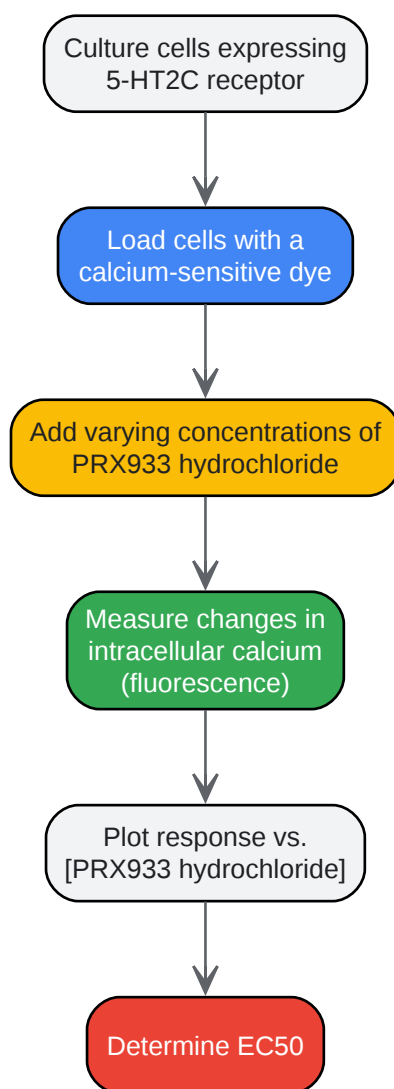 Culture cells expressing
5-HT2C receptor
Load cells with a
calcium-sensitive dye
Add varying concentrations of
PRX933 hydrochloride
Measure changes in
intracellular calcium
(fluorescence)
Plot response vs.
[PRX933 hydrochloride]
Determine EC50